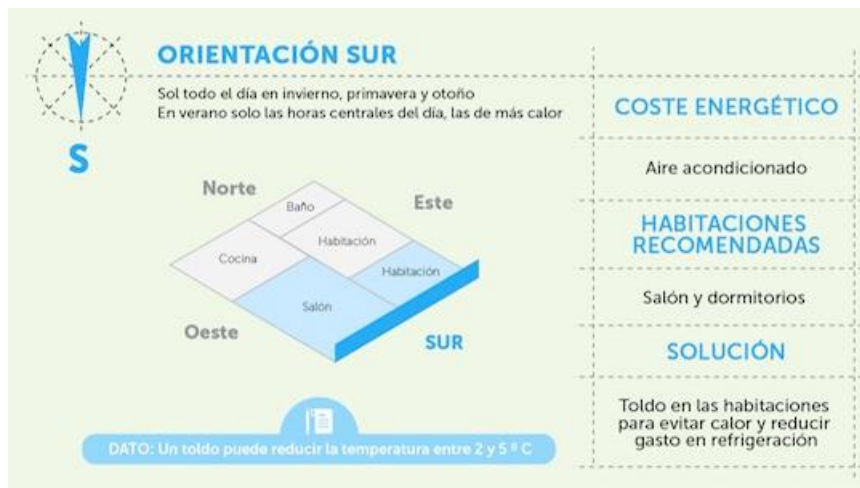 ORIENTACIÓN SUR
Sol todo el día en invierno, primavera y otoño
En verano solo las horas centrales del día, las de más calor
S
Norte
Este
Baño
Habitación
Cocina
Habitación
Salón
Oeste
SUR
DATO: Un toldo puede reducir la temperatura entre 2 y 5 º C
COSTE ENERGÉTICO
Aire acondicionado
HABITACIONES
RECOMENDADAS
Salón y dormitorios
SOLUCIÓN
Toldo en las habitaciones
para evitar calor y reducir
gasto en refrigeración